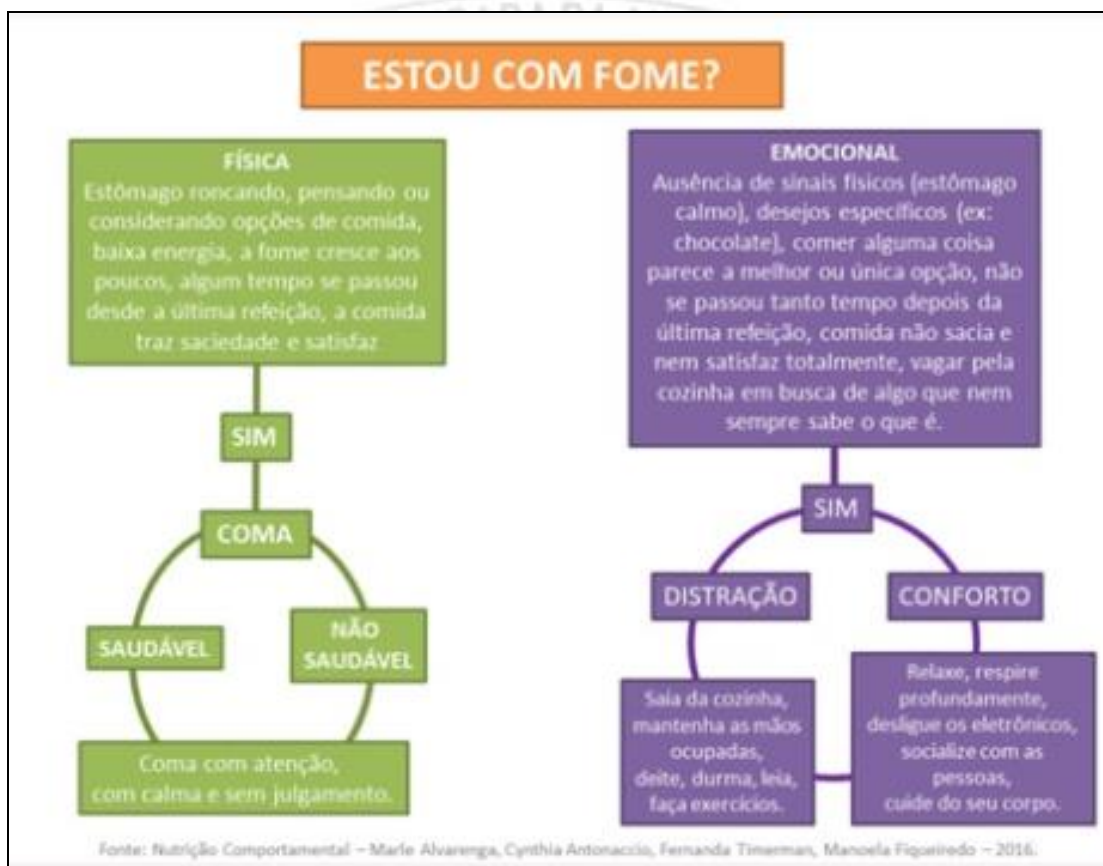 ESTOU COM FOME?
FÍSICA
Estômago roncando, pensando ou
considerando opções de comida,
baixa energia, a fome cresce aos
poucos, algum tempo se passou
desde a última refeição, a comida
traz saciedade e satisfaz
SIM
COMA
SAUDÁVEL
NÃO
SAUDÁVEL
Coma com atenção,
com calma e sem julgamento.
EMOCIONAL
Ausência de sinais físicos (estômago
calmo), desejos específicos (ex:
chocolate), comer alguma coisa
parece a melhor ou única opção, não
se passou tanto tempo depois da
última refeição, comida não sacia e
nem satisfaz totalmente, vagar pela
cozinha em busca de algo que nem
sempre sabe o que é.
SIM
DISTRAÇÃO
CONFORTO
Saia da cozinha,
mantenha as mãos
ocupadas,
deite, durma, leia,
faça exercícios.
Relaxe, respire
profundamente,
desligue os eletrônicos,
socialize com as
pessoas,
cuide do seu corpo.
Fonte: Nutrição Comportamental – Marle Alvarenga, Cynthia Antonaccio, Fernanda Timerman, Manoela Figueiredo – 2016.